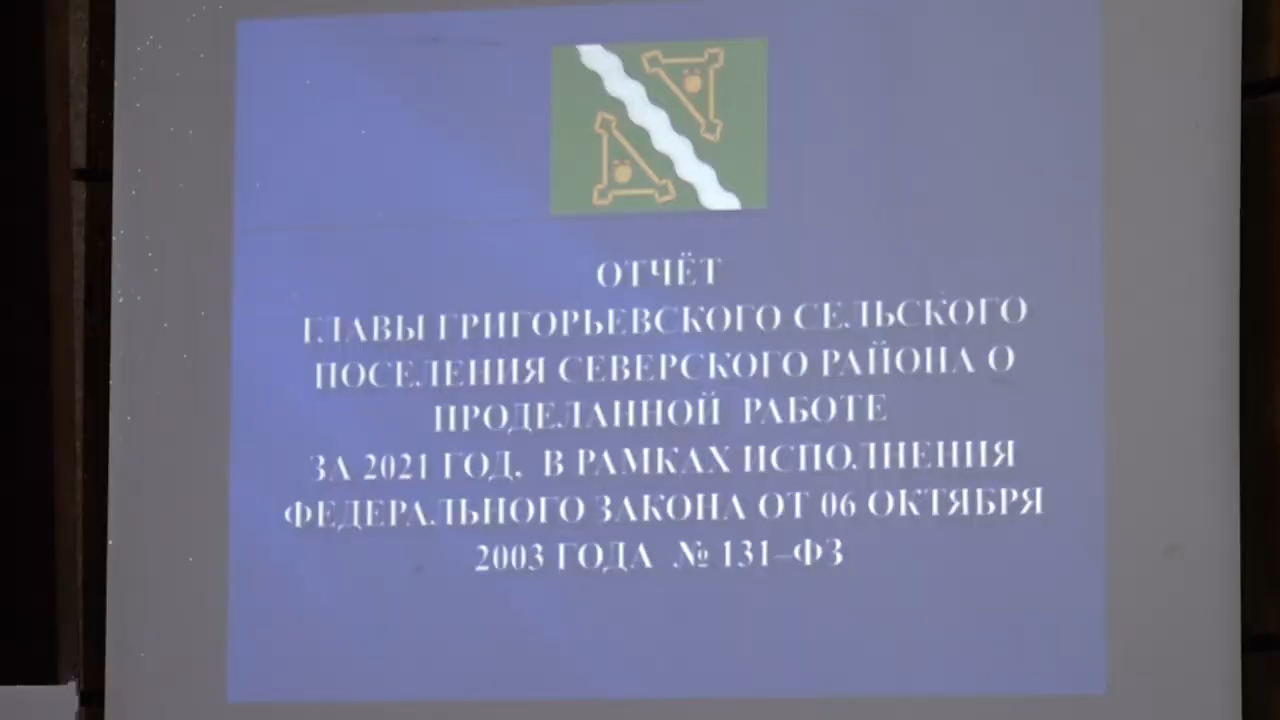 ОТЧЁТ
ГЛАВЫ ГРИГОРЬЕВСКОГО СЕЛЬСКОГО
ПОСЕЛЕНИЯ СЕВЕРСКОГО РАЙОНА О
ПРОДЕЛАННОЙ РАБОТЕ
ЗА 2021 ГОД, В РАМКАХ ИСПОЛНЕНИЯ
ФЕДЕРАЛЬНОГО ЗАКОНА ОТ 06 ОКТЯБРЯ
2003 ГОДА № 131–ФЗ